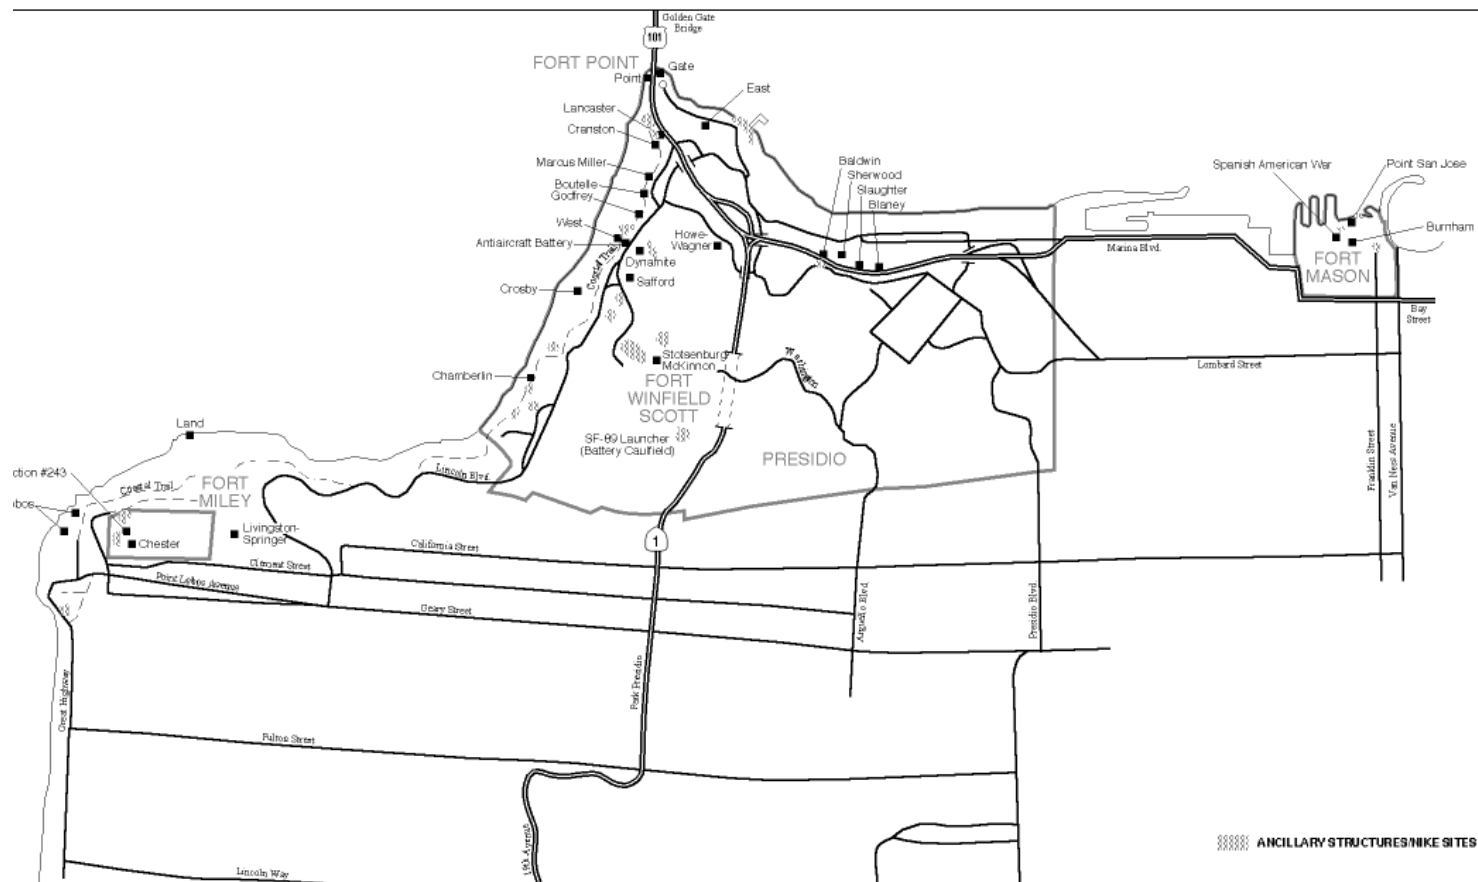 Golden Gate
Bridge
101
FORT POINT
Gate
Point
East
Lancaster
Cranston
Marcus Miller
Boutelle
Godfrey
West
Antiaircraft Battery
Coastal Trail
Dynamite
Safford
Crosby
Howe-
Wagner
Baldwin
Sherwood
Slaughter
Blaney
Spanish American War
Point San Jose
Burnham
FORT
MASON
Marina Blvd.
Bay
Street
Lombard Street
Stotsenburg
McKinnon
FORT
WINFIELD
SCOTT
Chamberlin
SF-89 Launcher
(Battery Caulfield)
PRESIDIO
Land
ction #243
Coastal Trail
FORT
MILEY
Lincoln Blvd.
obos
Chester
Livingston-
Springer
1
California Street
Clement Street
Point Lobos Avenue
Geary Street
Franklin Street
Van Ness Avenue
Arguello Blvd.
Presidio Blvd.
Park Presidio
Great Highway
Fulton Street
19th Avenue
Lincoln Way
ANCILLARY STRUCTURES/NIKE SITES